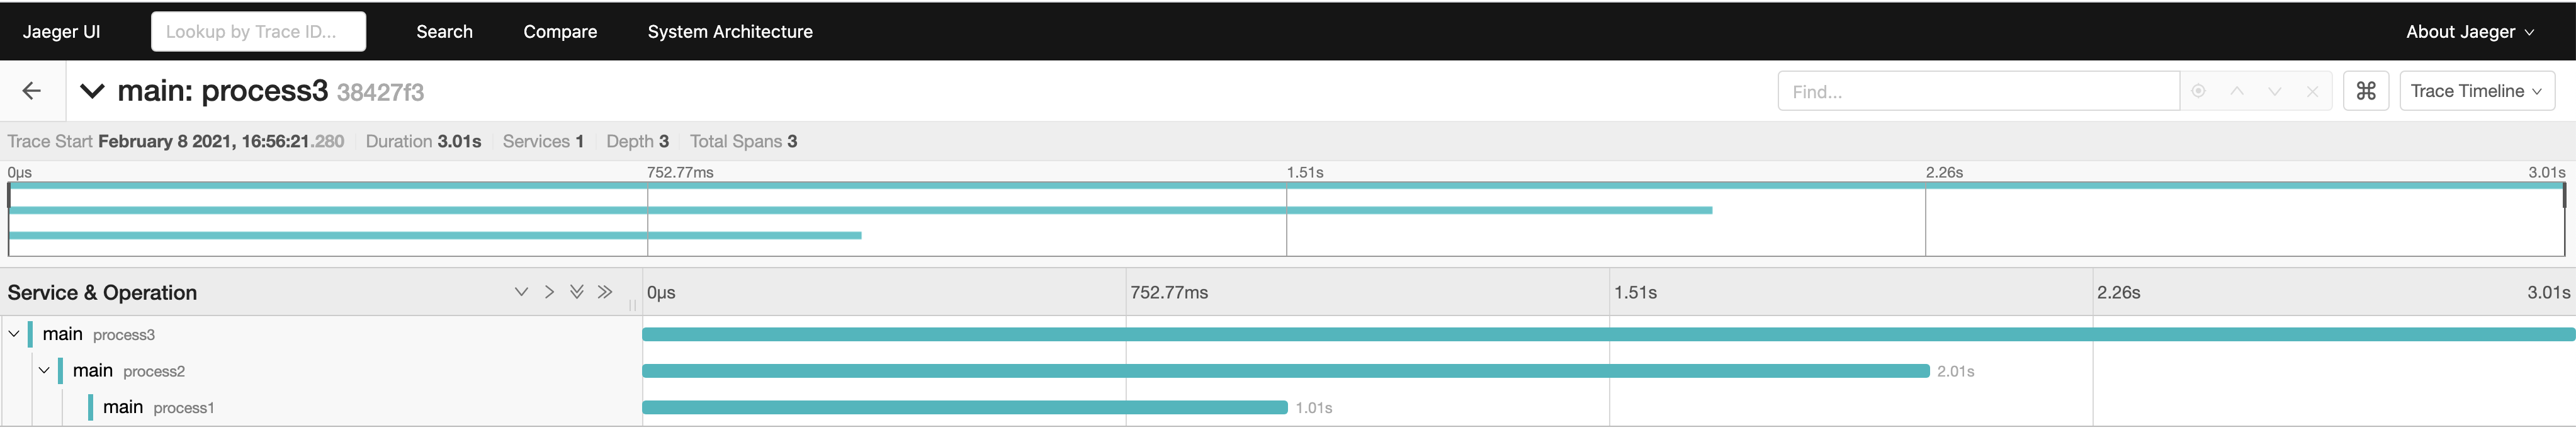 Jaeger UI Lookup by Trace ID... Search Compare System Architecture About Jaeger
main: process3 38427f3 Find... ⌘ Trace Timeline
Trace Start February 8 2021, 16:56:21.280 Duration 3.01s Services 1 Depth 3 Total Spans 3
0μs 752.77ms 1.51s 2.26s 3.01s
Service & Operation 0μs 752.77ms 1.51s 2.26s 3.01s
main process3
main process2 2.01s
main process1 1.01s